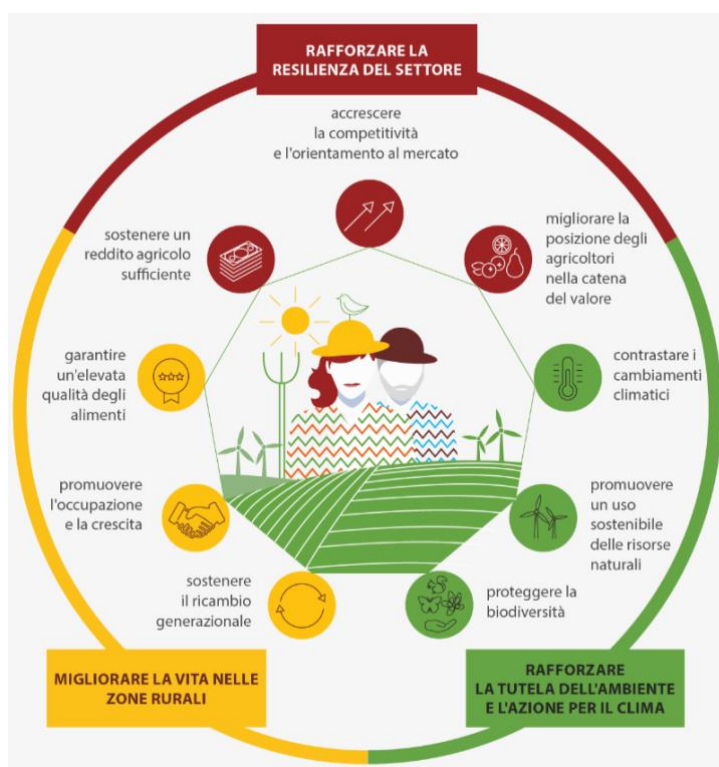 RAFFORZARE LA
RESILIENZA DEL SETTORE
accrescere
la competitività
e l'orientamento al mercato
sostenere un
reddito agricolo
sufficiente
migliorare la
posizione degli
agricoltori
nella catena
del valore
garantire
un'elevata
qualità degli
alimenti
contrastare i
cambiamenti
climatici
promuovere
l'occupazione
e la crescita
promuovere
un uso
sostenibile
delle risorse
naturali
sostenere
il ricambio
generazionale
proteggere la
biodiversità
MIGLIORARE LA VITA NELLE
ZONE RURALI
RAFFORZARE
LA TUTELA DELL'AMBIENTE
E L'AZIONE PER IL CLIMA